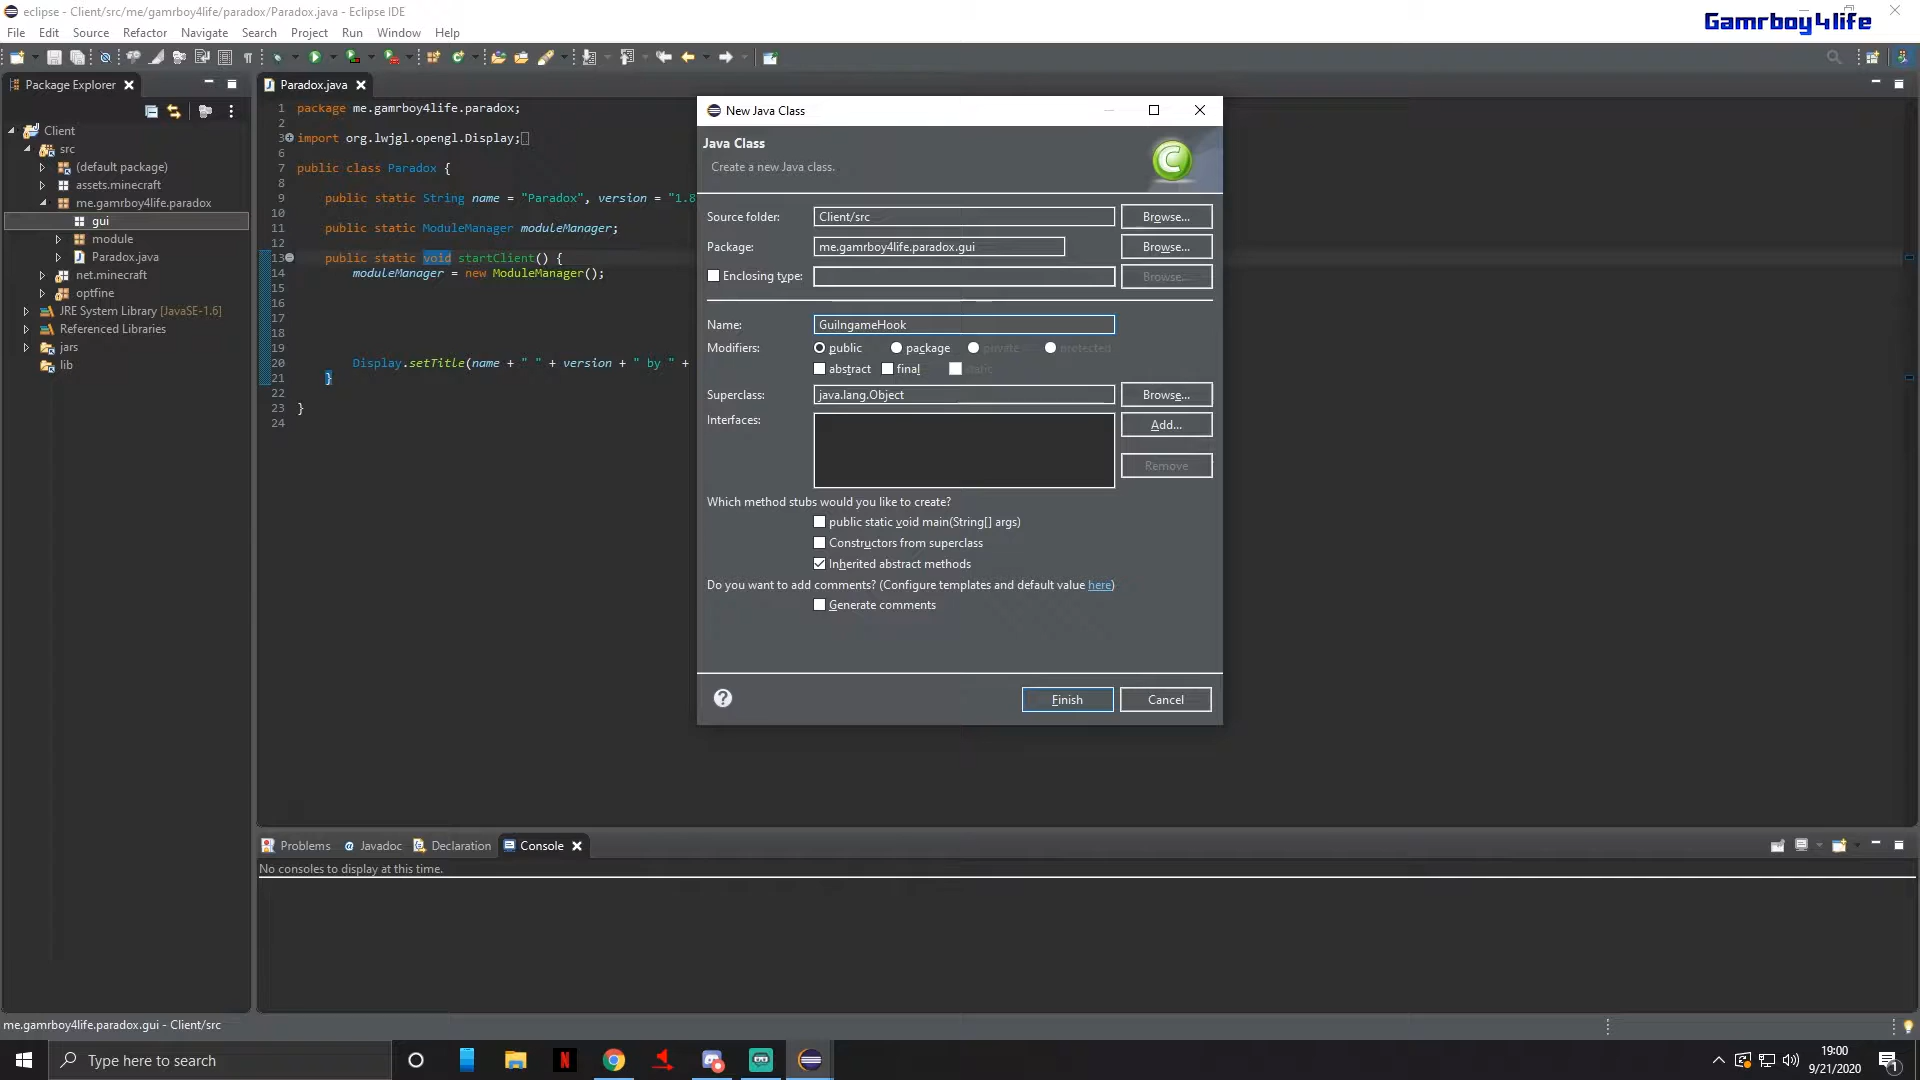 eclipse - Client/src/me/gamrboy4life/paradox/Paradox.java - Eclipse IDE
Gamrboy4life
File Edit Source Refactor Navigate Search Project Run Window Help
Package Explorer
Paradox.java
Client
src
(default package)
assets.minecraft
me.gamrboy4life.paradox
gui
module
Paradox.java
net.minecraft
optfine
JRE System Library [JavaSE-1.6]
Referenced Libraries
jars
lib
1 package me.gamrboy4life.paradox;
2
3 import org.lwjgl.opengl.Display;
6
7 public class Paradox {
8
9 public static String name = "Paradox", version = "1.8
10
11 public static ModuleManager moduleManager;
12
13 public static void startClient() {
14 moduleManager = new ModuleManager();
15
16
17
18
19
20 Display.setTitle(name + " " + version + " by " +
21 }
22
23 }
24
New Java Class
Java Class
Create a new Java class.
Source folder: Client/src Browse...
Package: me.gamrboy4life.paradox.gui Browse...
Enclosing type: Browse...
Name: GuiIngameHook
Modifiers: public package private protected
abstract final static
Superclass: java.lang.Object Browse...
Interfaces: Add...
Remove
Which method stubs would you like to create?
public static void main(String[] args)
Constructors from superclass
Inherited abstract methods
Do you want to add comments? (Configure templates and default value here)
Generate comments
Finish Cancel
Problems Javadoc Declaration Console
No consoles to display at this time.
me.gamrboy4life.paradox.gui - Client/src
Type here to search
19:00
9/21/2020
1